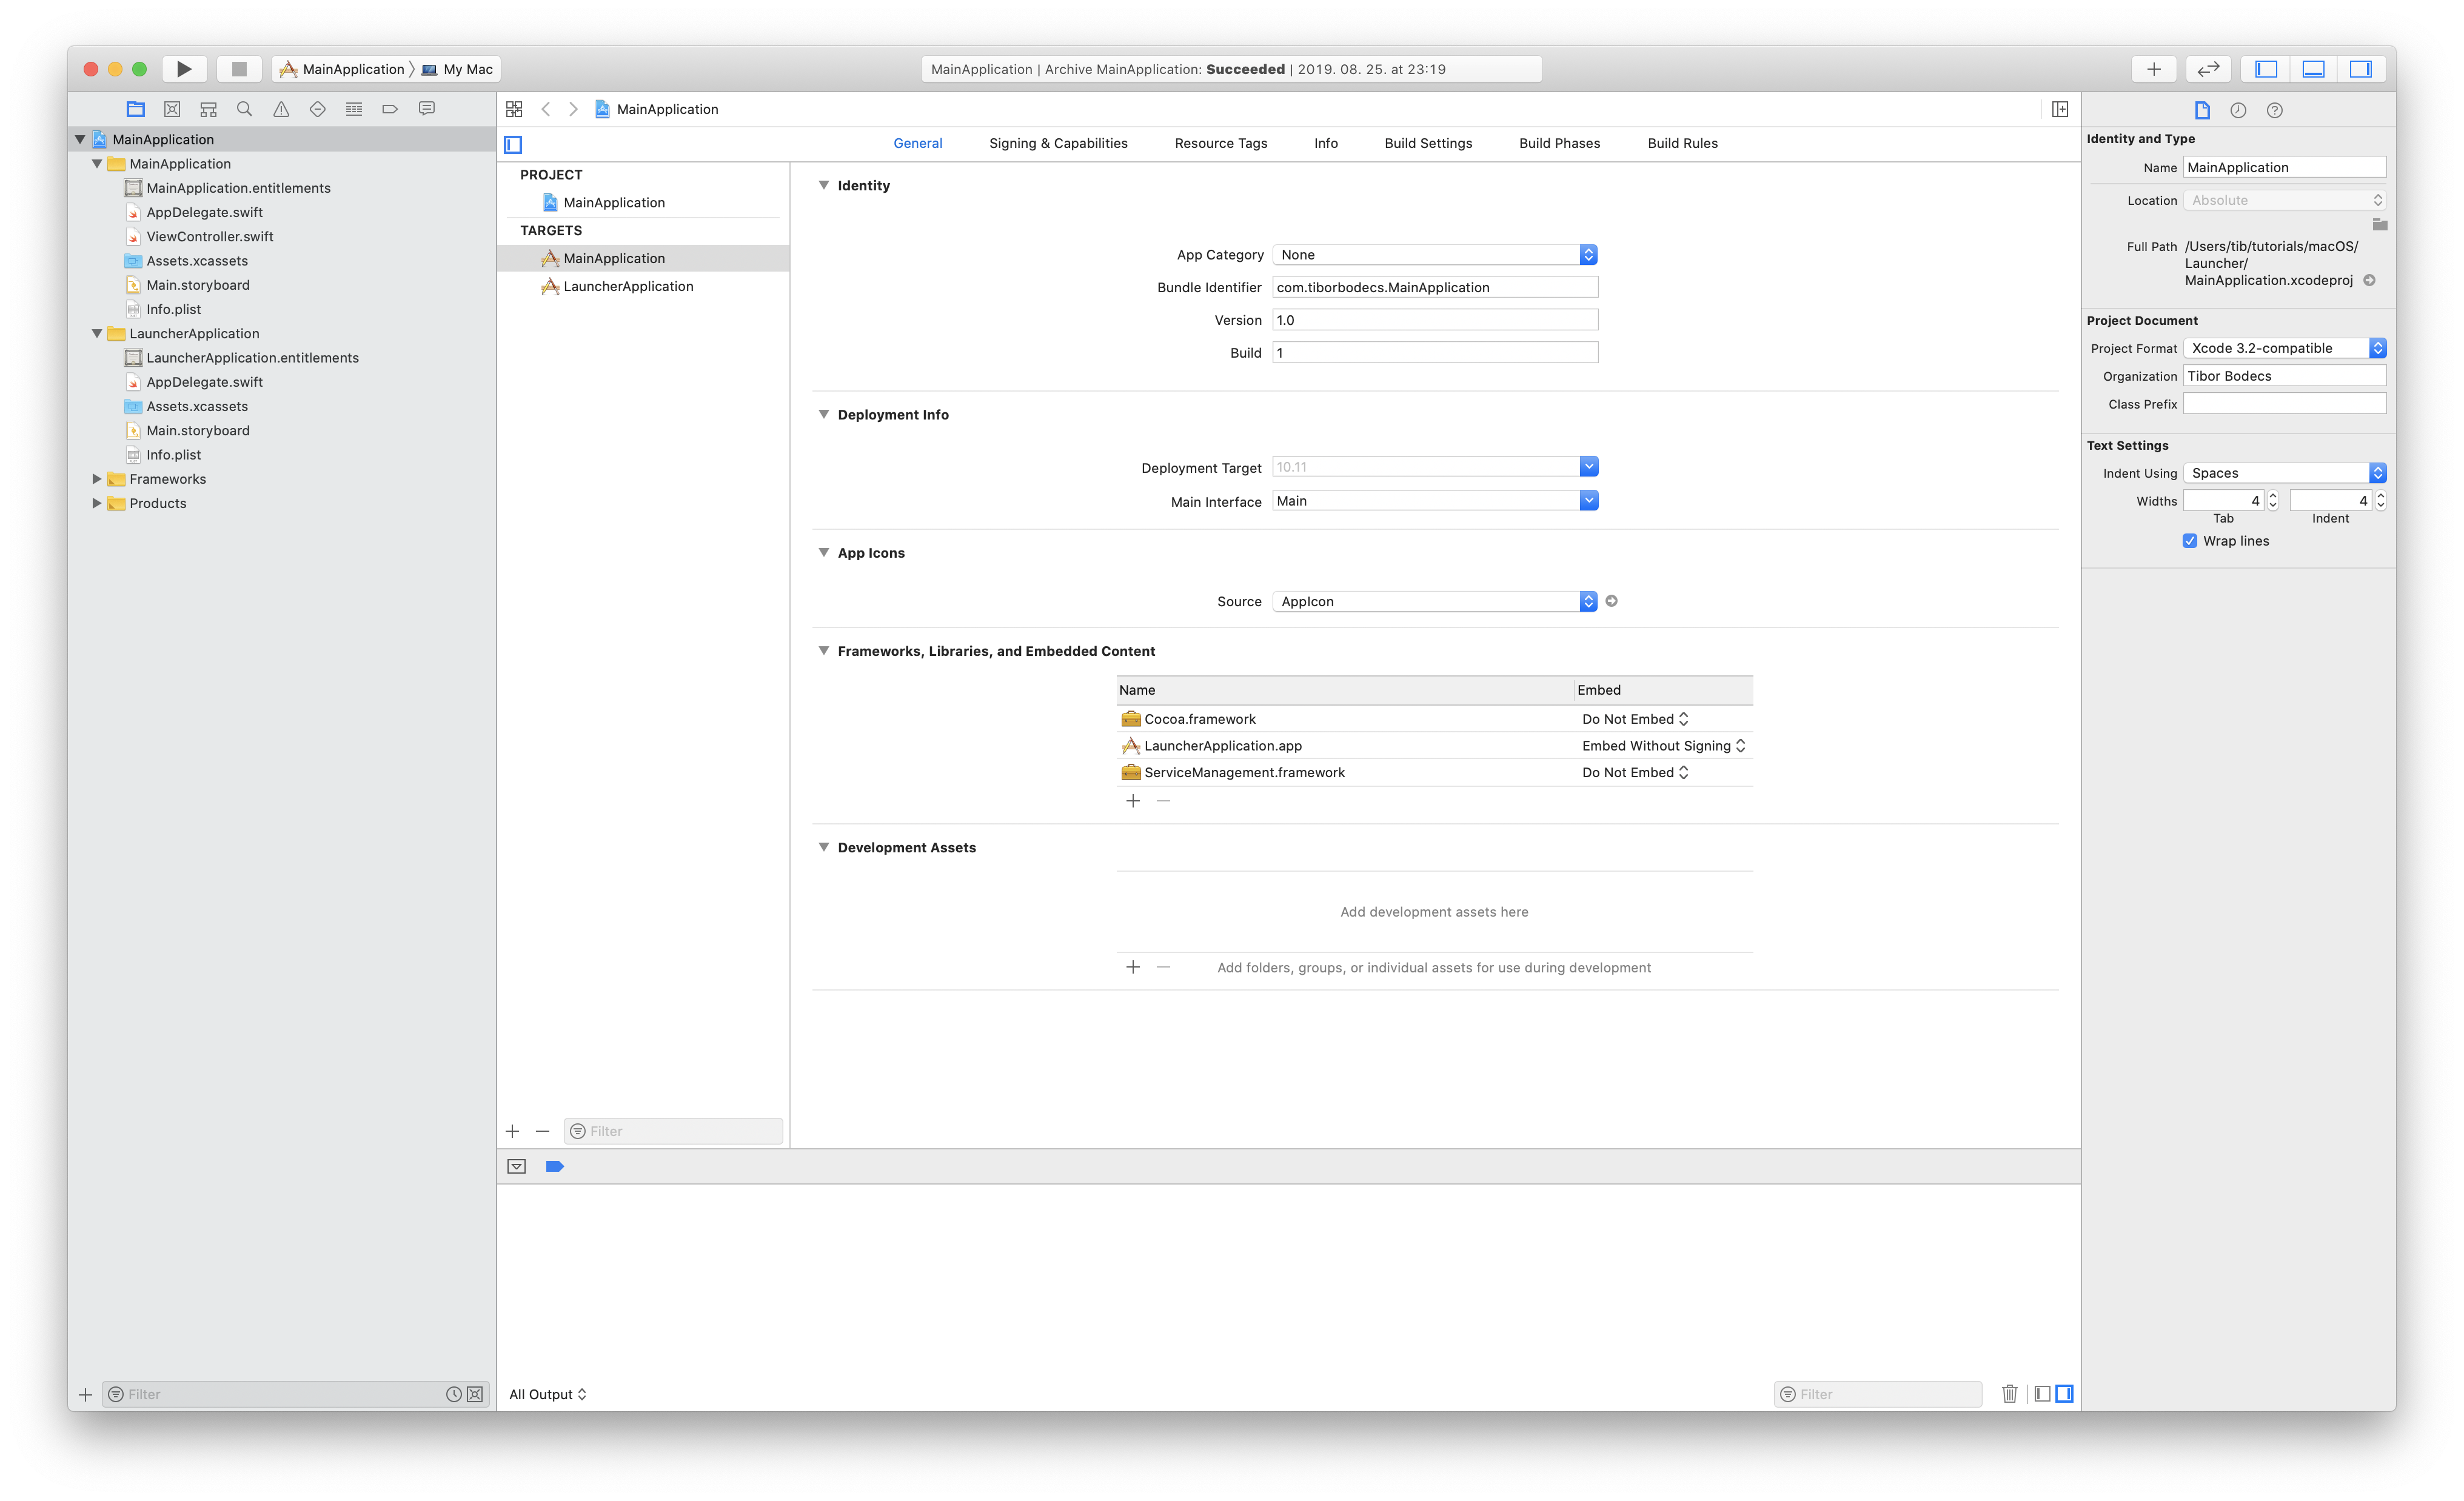 MainApplication 〉 My Mac
MainApplication | Archive MainApplication: Succeeded | 2019. 08. 25. at 23:19
MainApplication
MainApplication
MainApplication.entitlements
AppDelegate.swift
ViewController.swift
Assets.xcassets
Main.storyboard
Info.plist
LauncherApplication
LauncherApplication.entitlements
AppDelegate.swift
Assets.xcassets
Main.storyboard
Info.plist
Frameworks
Products
Filter
MainApplication
General Signing & Capabilities Resource Tags Info Build Settings Build Phases Build Rules
PROJECT
MainApplication
TARGETS
MainApplication
LauncherApplication
Filter
Identity
App Category None
Bundle Identifier com.tiborbodecs.MainApplication
Version 1.0
Build 1
Deployment Info
Deployment Target 10.11
Main Interface Main
App Icons
Source AppIcon
Frameworks, Libraries, and Embedded Content
Name Embed
Cocoa.framework Do Not Embed
LauncherApplication.app Embed Without Signing
ServiceManagement.framework Do Not Embed
Development Assets
Add development assets here
Add folders, groups, or individual assets for use during development
All Output
Filter
Identity and Type
Name MainApplication
Location Absolute
Full Path /Users/tib/tutorials/macOS/
Launcher/
MainApplication.xcodeproj
Project Document
Project Format Xcode 3.2-compatible
Organization Tibor Bodecs
Class Prefix
Text Settings
Indent Using Spaces
Widths 4 4
Tab Indent
Wrap lines